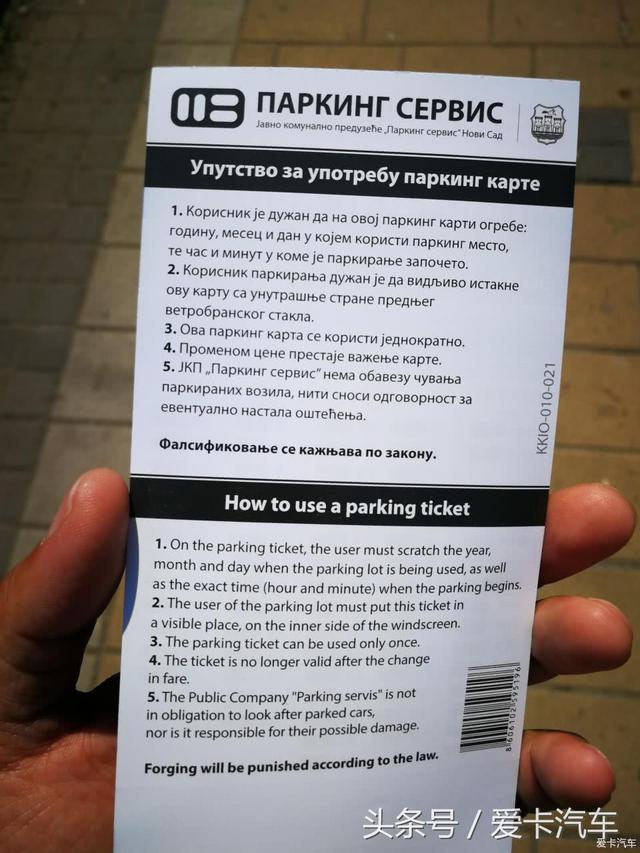 ПАРКИНГ СЕРВИС
Јавно комунално предузеће „Паркинг сервис" Нови Сад
Упутство за употребу паркинг карте
1. Корисник је дужан да на овој паркинг карти огребе:
годину, месец и дан у којем користи паркинг место,
те час и минут у коме је паркирање започето.
2. Корисник паркирања дужан је да видљиво истакне
ову карту са унутрашње стране предњег
ветробранског стакла.
3. Ова паркинг карта се користи једнократно.
4. Променом цене престаје важење карте.
5. ЈКП „Паркинг сервис" нема обавезу чувања
паркираних возила, нити сноси одговорност за
евентуално настала оштећења.
Фалсификовање се кажњава по закону.
KKIO-010-021
How to use a parking ticket
1. On the parking ticket, the user must scratch the year,
month and day when the parking lot is being used, as well
as the exact time (hour and minute) when the parking begins.
2. The user of the parking lot must put this ticket in
a visible place, on the inner side of the windscreen.
3. The parking ticket can be used only once.
4. The ticket is no longer valid after the change
in fare.
5. The Public Company "Parking servis" is not
in obligation to look after parked cars,
nor is it responsible for their possible damage.
Forging will be punished according to the law.
8 606102 595196
头条号 / 爱卡汽车
爱卡汽车